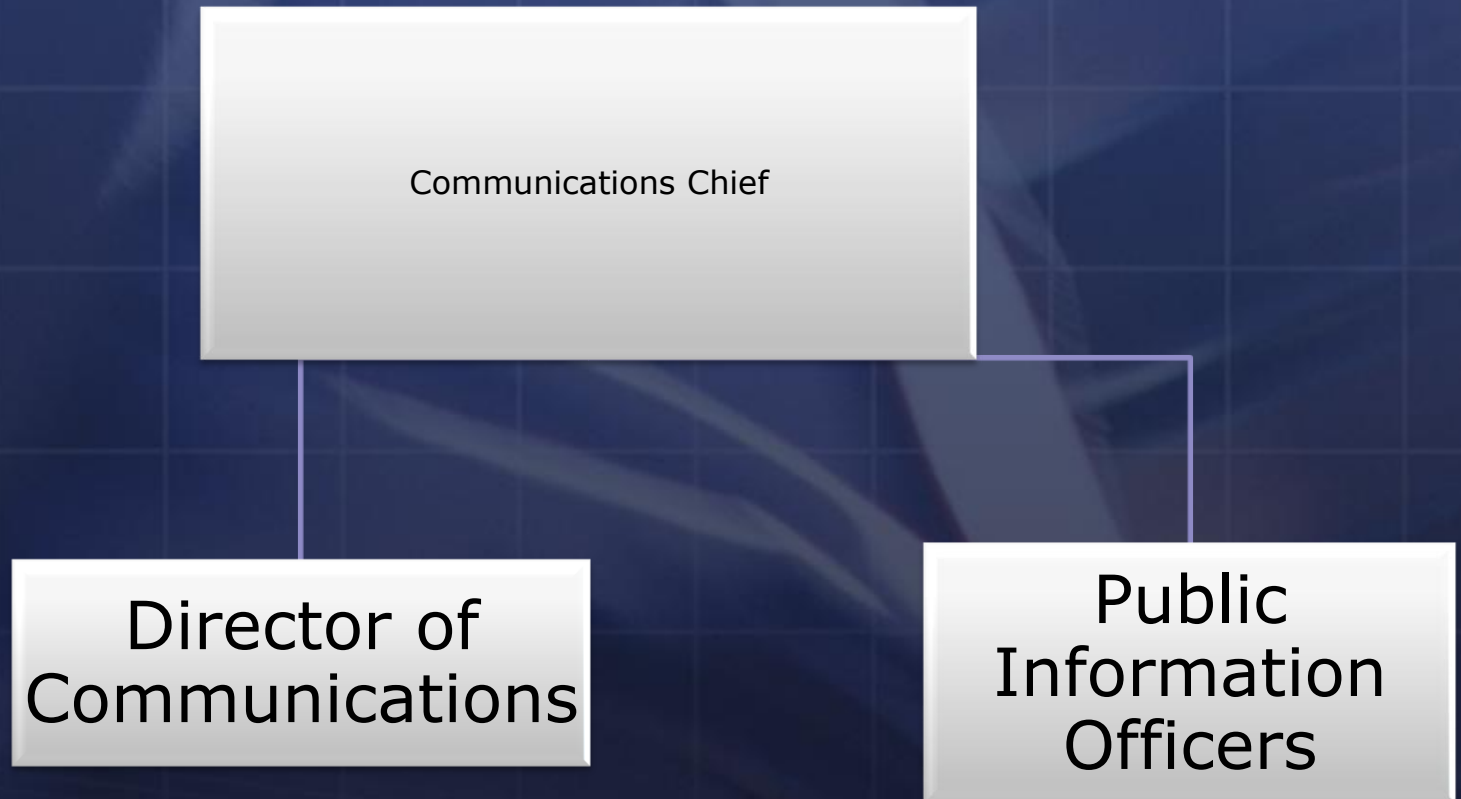 Communications Chief
Director of
Communications
Public
Information
Officers